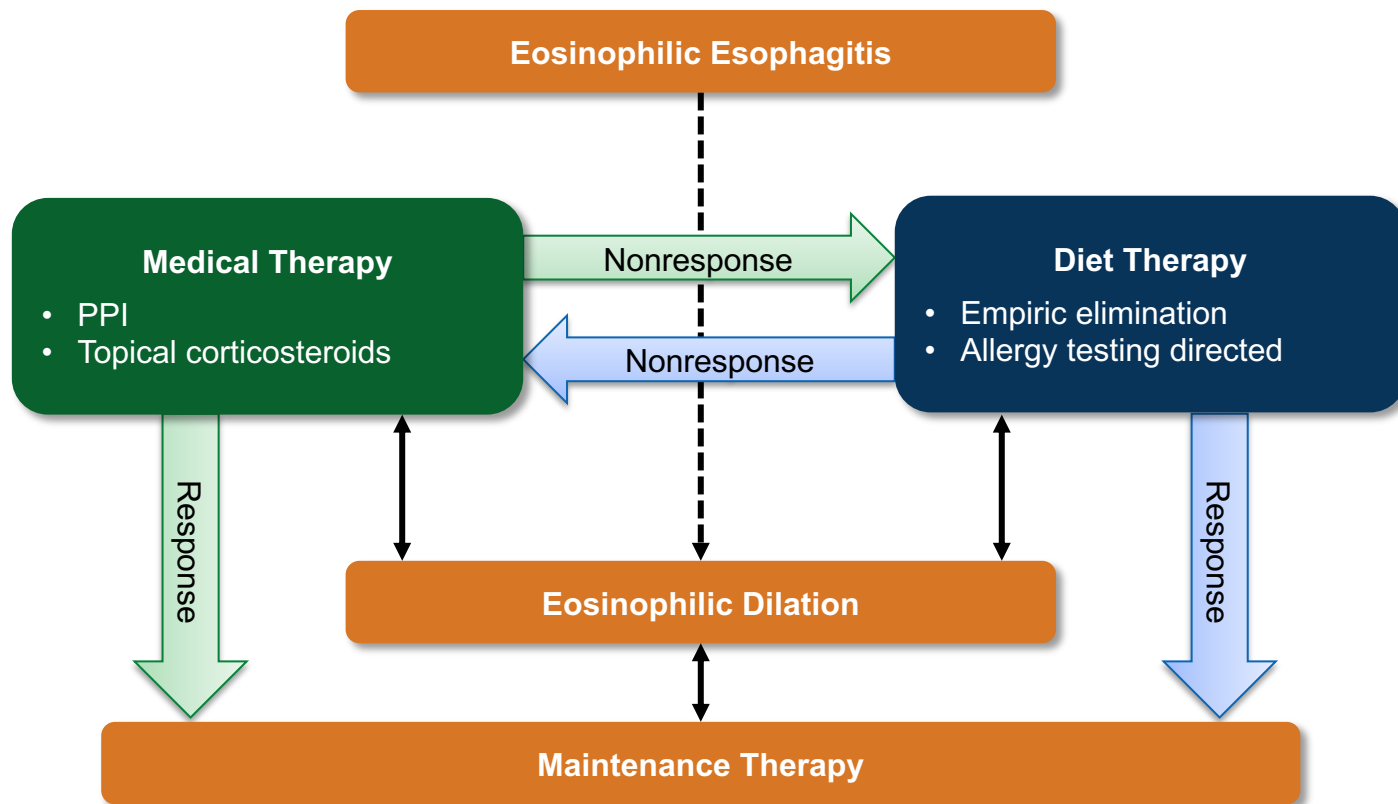 Eosinophilic Esophagitis
Medical Therapy
• PPI
• Topical corticosteroids
Nonresponse
Nonresponse
Diet Therapy
• Empiric elimination
• Allergy testing directed
Response
Response
Eosinophilic Dilation
Maintenance Therapy